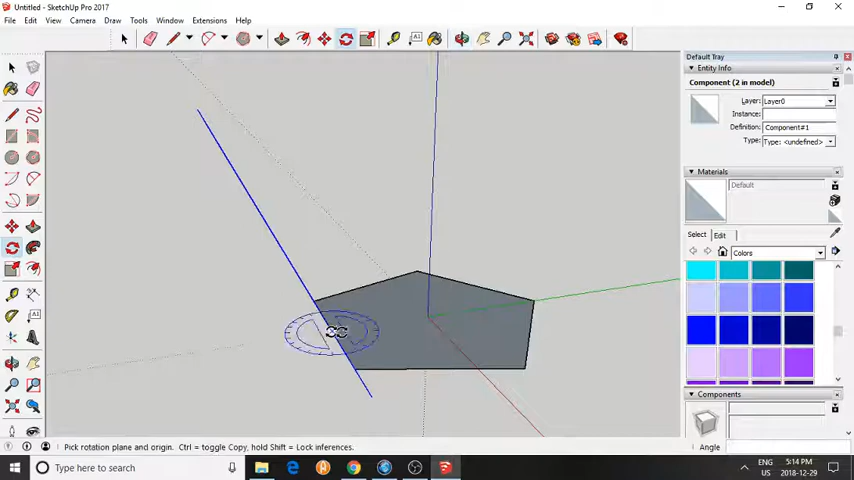 Untitled - SketchUp Pro 2017
File Edit View Camera Draw Tools Window Extensions Help
Default Tray
Entity Info
Component (2 in model)
Layer: Layer0
Instance:
Definition: Component#1
Type: Type: <undefined>
Materials
Default
Select Edit
Colors
Components
Pick rotation plane and origin. Ctrl = toggle Copy, hold Shift = Lock inferences.
Angle
Type here to search
ENG 5:14 PM
CMS 2018-12-29